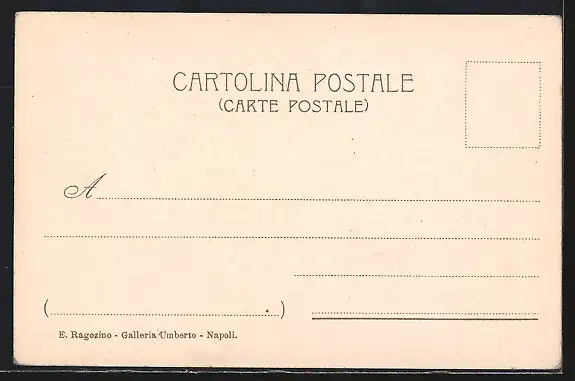 CARTOLINA POSTALE
(CARTE POSTALE)
A
( )
E. Ragozino - Galleria Umberto - Napoli.